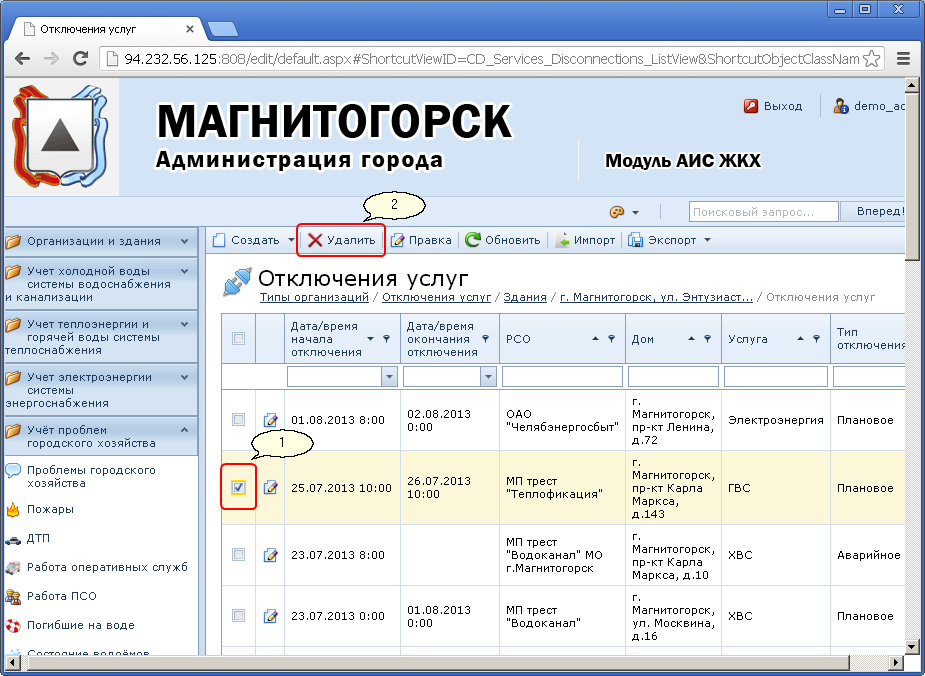 Отключения услуг
94.232.56.125:808/edit/default.aspx#ShortcutViewID=CD_Services_Disconnections_ListView&ShortcutObjectClassNam
МАГНИТОГОРСК
Администрация города
Модуль АИС ЖКХ
Выход
demo_ad
Поисковый запрос...
Вперед!
2
Организации и здания
Учет холодной воды
системы водоснабжения
и канализации
Учет теплоэнергии и
горячей воды системы
теплоснабжения
Учет электроэнергии
системы
энергоснабжения
Учёт проблем
городского хозяйства
Проблемы городского
хозяйства
Пожары
ДТП
Работа оперативных служб
Работа ПСО
Погибшие на воде
Состояние водоёмов
Создать
Удалить
Правка
Обновить
Импорт
Экспорт
Отключения услуг
Типы организаций / Отключения услуг / Здания / г. Магнитогорск, ул. Энтузиаст... / Отключения услуг
Дата/время
начала
отключения
Дата/время
окончания
отключения
РСО
Дом
Услуга
Тип
отключения
01.08.2013 8:00
02.08.2013
0:00
ОАО
"Челябэнергосбыт"
г.
Магнитогорск,
пр-кт Ленина,
д.72
Электроэнергия
Плановое
1
25.07.2013 10:00
26.07.2013
10:00
МП трест
"Теплофикация"
г.
Магнитогорск,
пр-кт Карла
Маркса,
д.143
ГВС
Плановое
23.07.2013 8:00
МП трест
"Водоканал" МО
г.Магнитогорск
г.
Магнитогорск,
пр-кт Карла
Маркса, д.10
ХВС
Аварийное
23.07.2013 0:00
01.08.2013
0:00
МП трест
"Водоканал"
г.
Магнитогорск,
ул. Москвина,
д.16
ХВС
Плановое